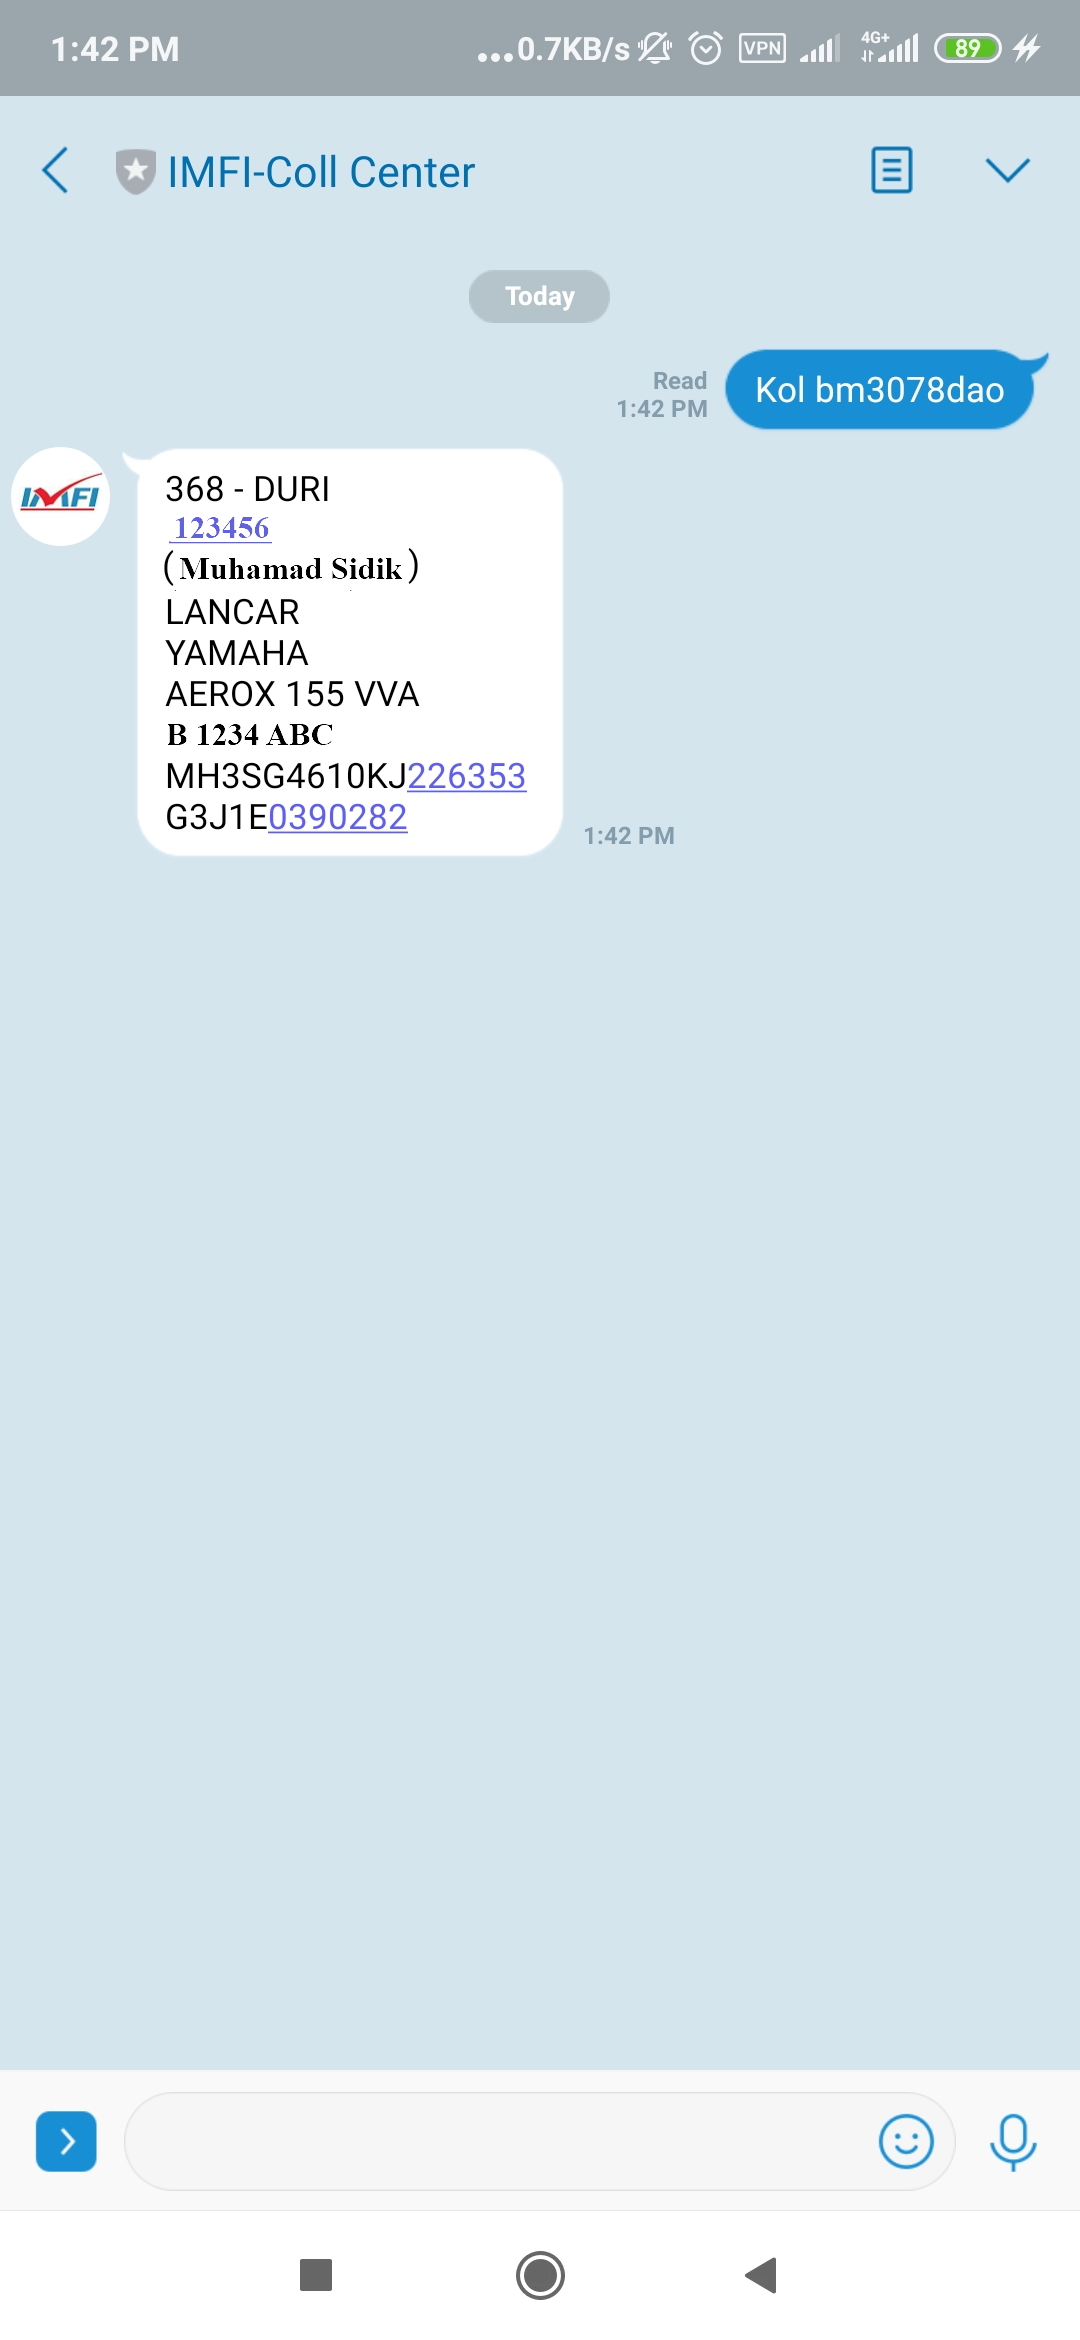 1:42 PM
...0.7KB/s VPN 4G+ 89
IMFI-Coll Center
Today
Read
1:42 PM
Kol bm3078dao
IMFI
368 - DURI
123456
(Muhamad Sidik)
LANCAR
YAMAHA
AEROX 155 VVA
B 1234 ABC
MH3SG4610KJ226353
G3J1E0390282
1:42 PM